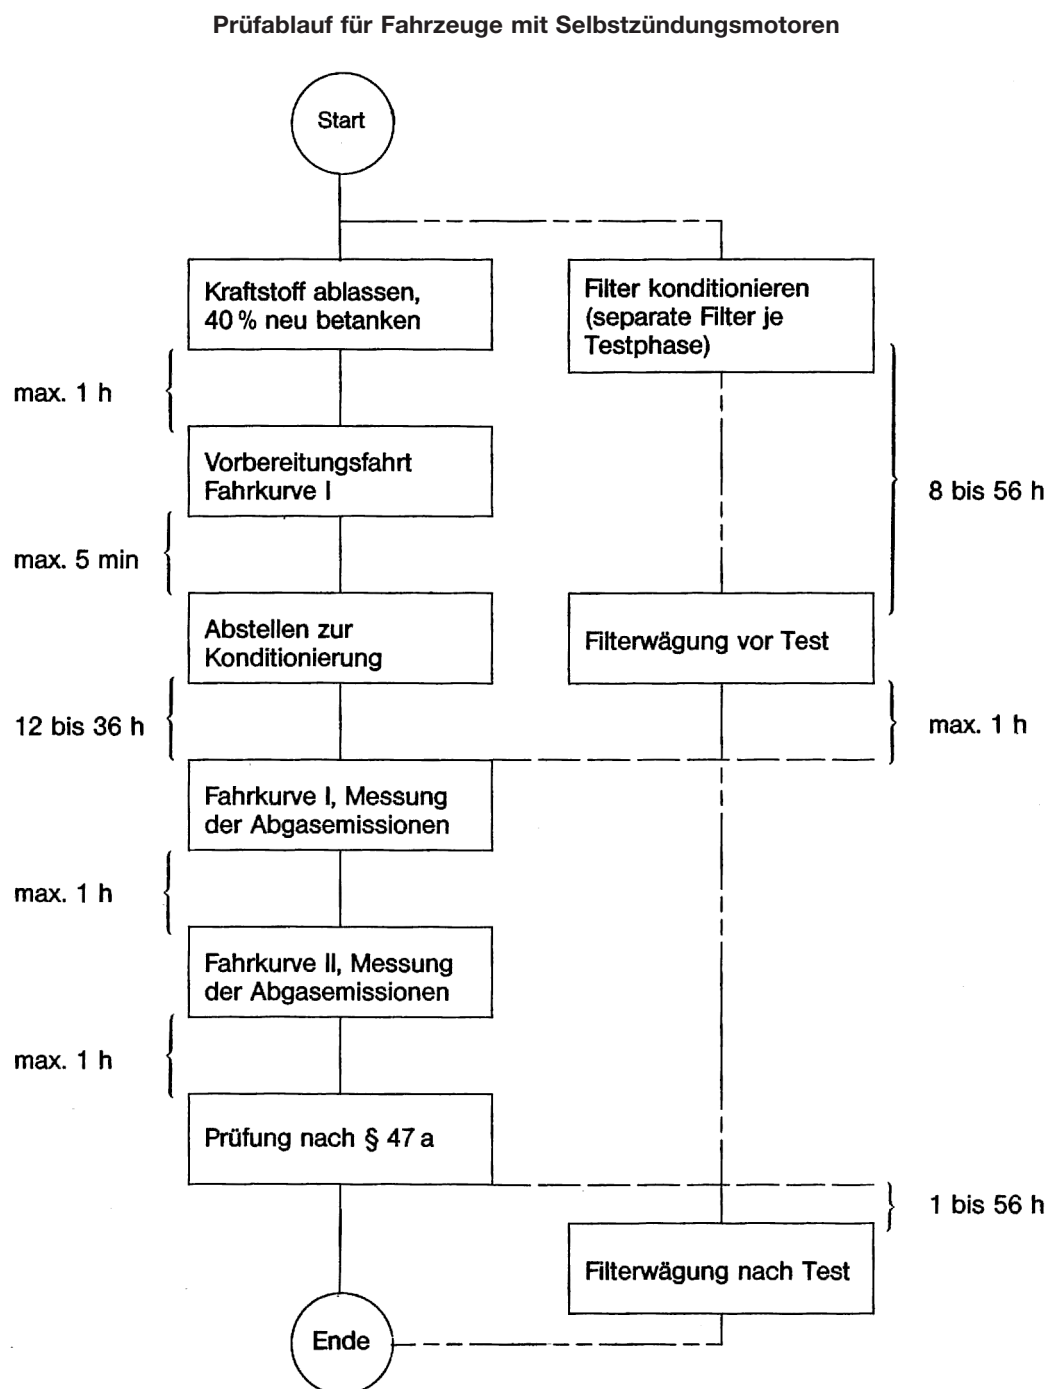 Prüfablauf für Fahrzeuge mit Selbstzündungsmotoren
Start
Kraftstoff ablassen,
40 % neu betanken
Filter konditionieren
(separate Filter je
Testphase)
max. 1 h
Vorbereitungsfahrt
Fahrkurve I
8 bis 56 h
max. 5 min
Abstellen zur
Konditionierung
Filterwägung vor Test
12 bis 36 h
max. 1 h
Fahrkurve I, Messung
der Abgasemissionen
max. 1 h
Fahrkurve II, Messung
der Abgasemissionen
max. 1 h
Prüfung nach § 47 a
1 bis 56 h
Filterwägung nach Test
Ende